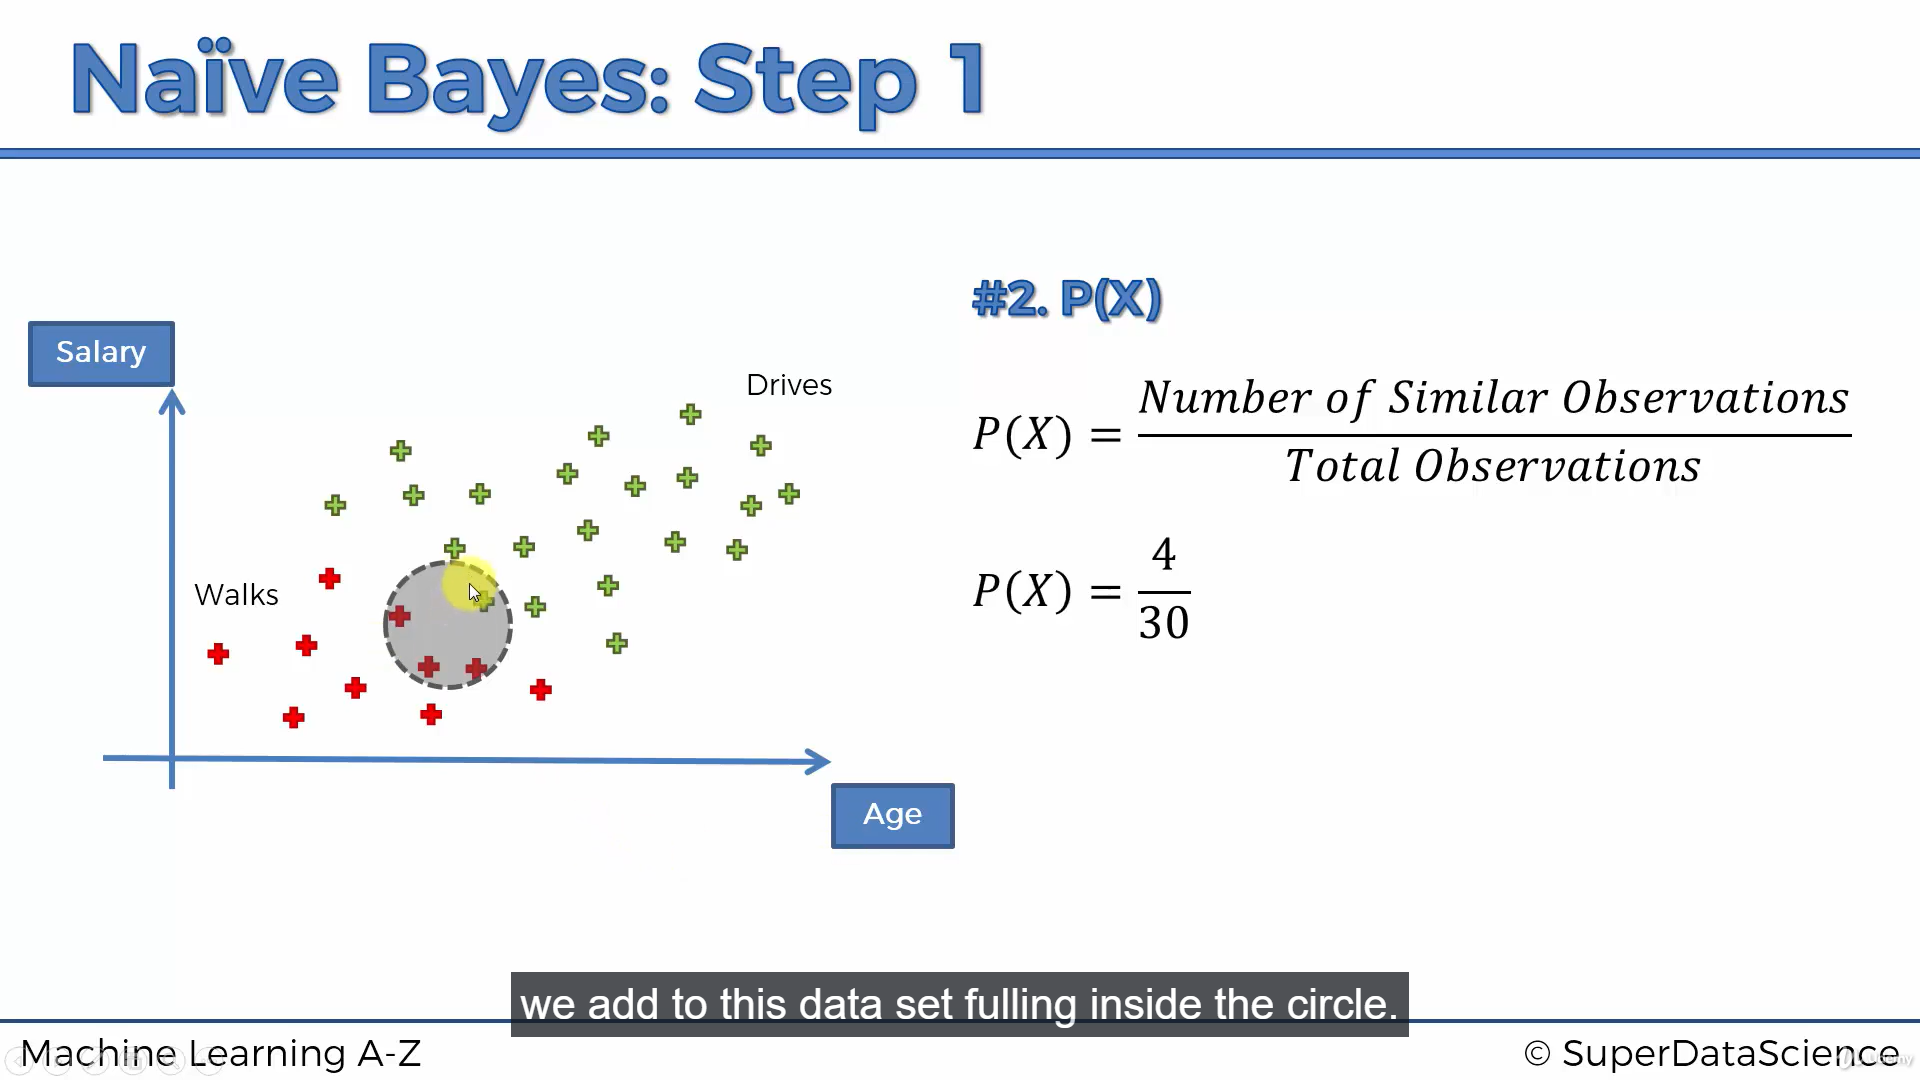 Naïve Bayes: Step 1
#2. P(X)
Salary
Drives
P(X) = Number of Similar Observations / Total Observations
P(X) = 4 / 30
Walks
Age
we add to this data set fulling inside the circle.
Machine Learning A-Z
© SuperDataScience